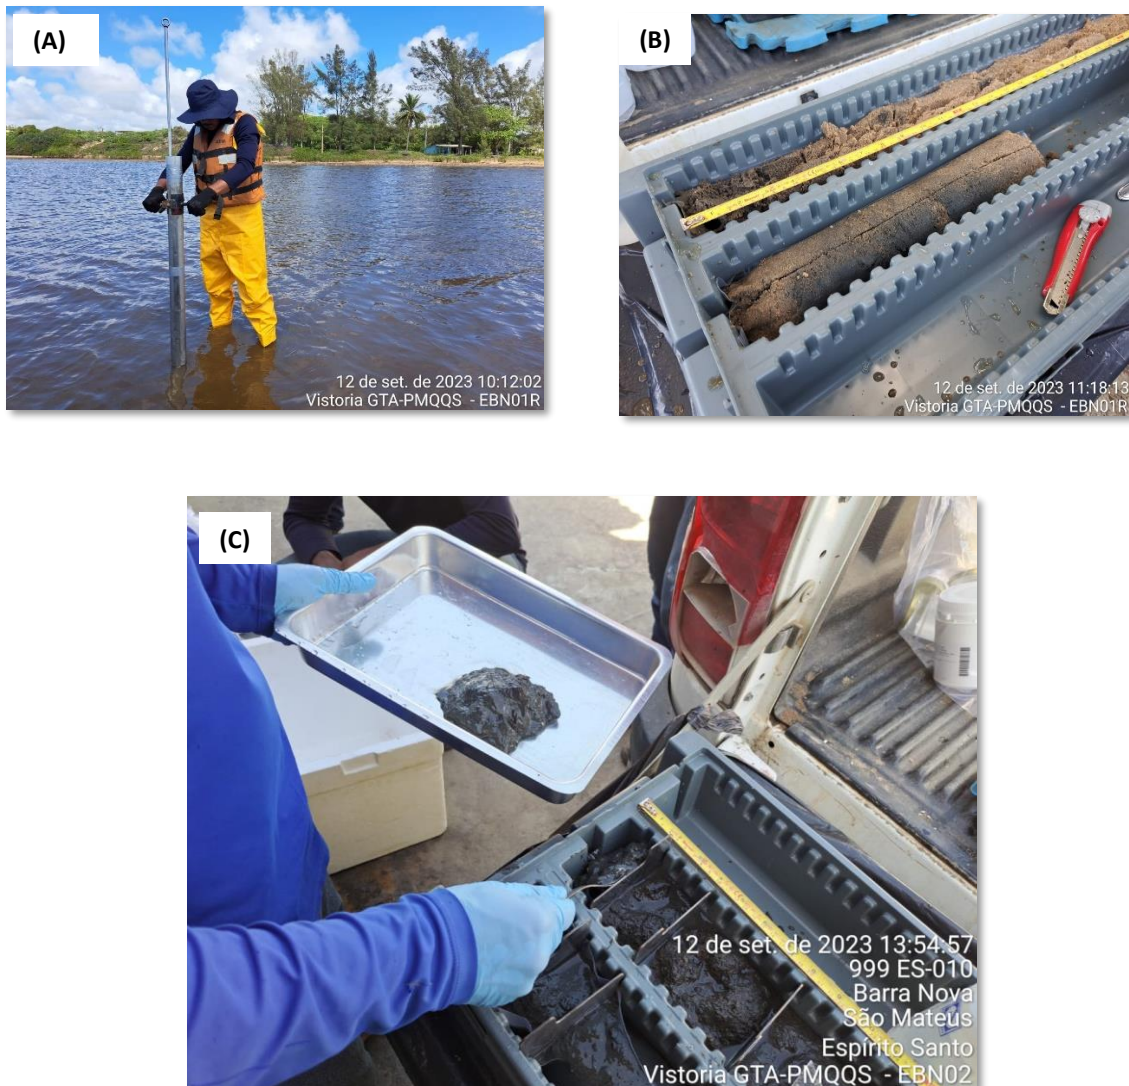 (A)
12 de set. de 2023 10:12:02
Vistoria GTA-PMQQS - EBN01R
(B)
12 de set. de 2023 11:18:13
Vistoria GTA-PMQQS - EBN01R
(C)
12 de set. de 2023 13:54:57
999 ES-010
Barra Nova
São Mateus
Espírito Santo
Vistoria GTA-PMQQS - EBN02